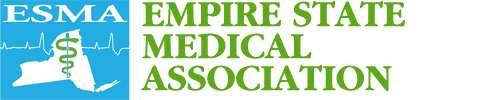 ESMA
EMPIRE STATE
MEDICAL
ASSOCIATION